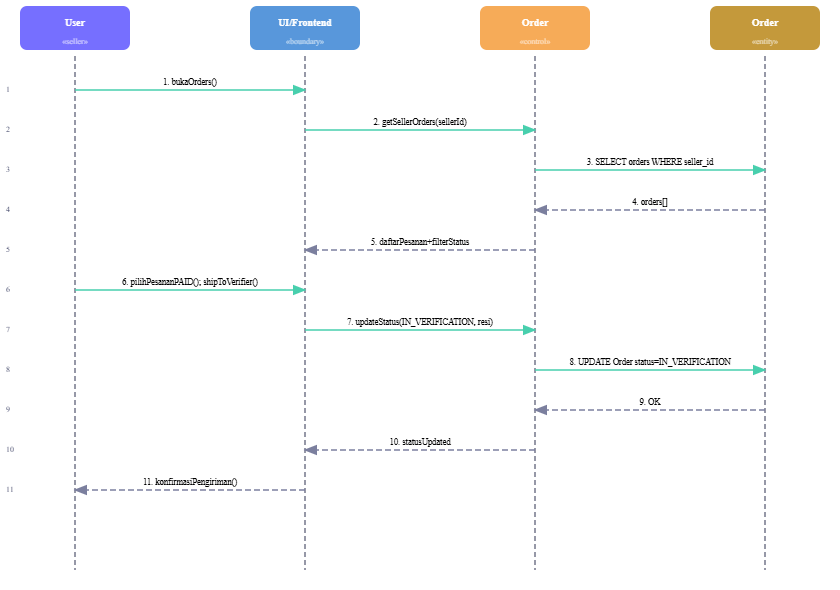 User
«seller»
UI/Frontend
«boundary»
Order
«control»
Order
«entity»
1
1. bukaOrders()
2
2. getSellerOrders(sellerId)
3
3. SELECT orders WHERE seller_id
4
4. orders[]
5
5. daftarPesanan+filterStatus
6
6. pilihPesananPAID(); shipToVerifier()
7
7. updateStatus(IN_VERIFICATION, resi)
8
8. UPDATE Order status=IN_VERIFICATION
9
9. OK
10
10. statusUpdated
11
11. konfirmasiPengiriman()